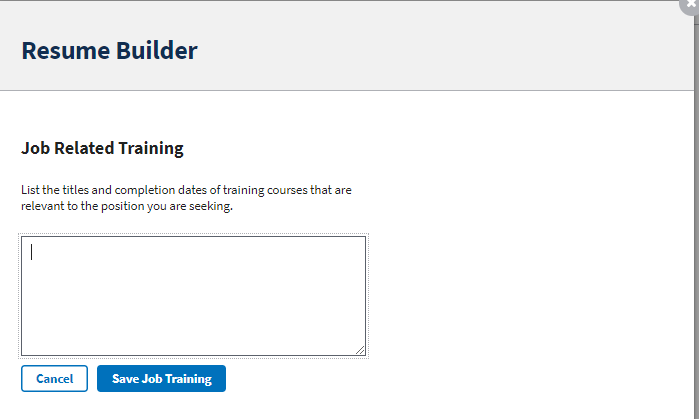 Resume Builder
Job Related Training
List the titles and completion dates of training courses that are
relevant to the position you are seeking.
Cancel
Save Job Training